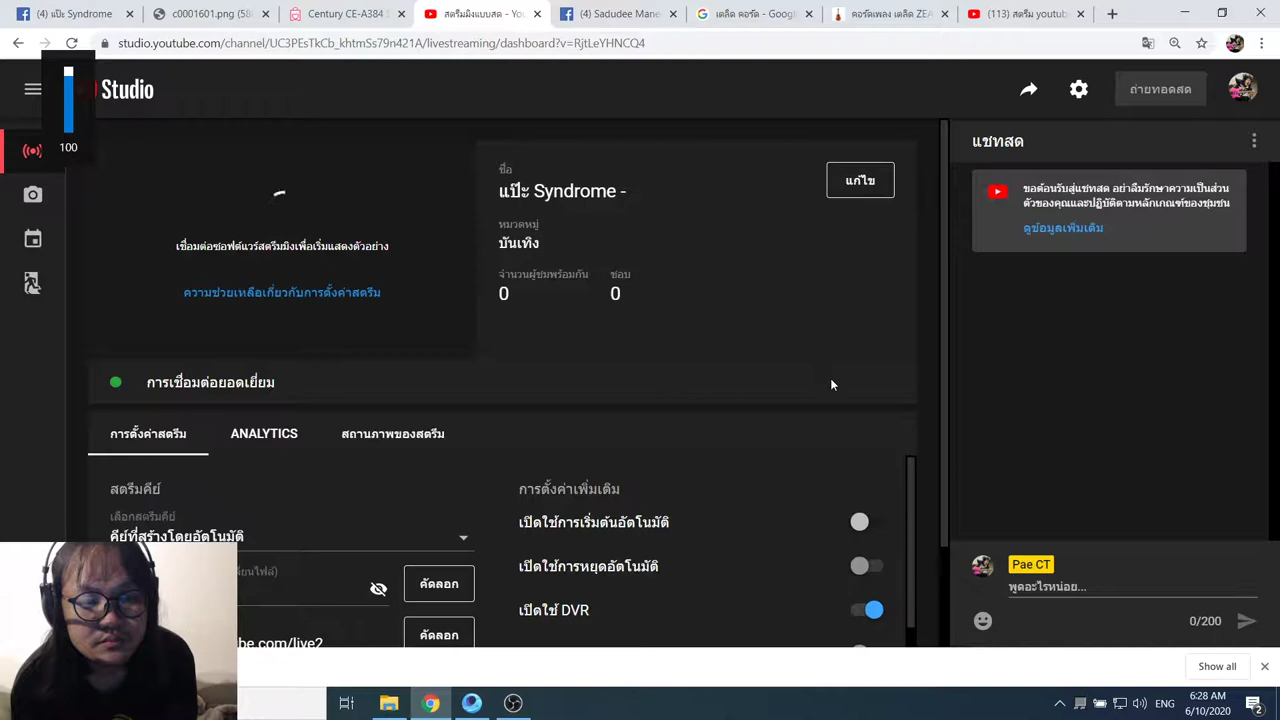 (4) แป๊ะ Syndrom
c0001601.png (58
Century CE-A384
สตรีมมิงแบบสด - You
(4) Sadudee Mane
เตลิด คอร์ด - Googl
คอร์ดเพลง เตลิด ZEA
(113) สตรีม youtub
studio.youtube.com/channel/UC3PEsTkCb_khtmSs79n421A/livestreaming/dashboard?v=RjtLeYHNCQ4
Studio
ถ่ายทอดสด
100
แชทสด
ชื่อ
แป๊ะ Syndrome -
แก้ไข
หมวดหมู่
บันเทิง
จำนวนผู้ชมพร้อมกัน
ชอบ
0
0
เชื่อมต่อซอฟต์แวร์สตรีมมิงเพื่อเริ่มแสดงตัวอย่าง
ความช่วยเหลือเกี่ยวกับการตั้งค่าสตรีม
ขอต้อนรับสู่แชทสด อย่าลืมรักษาความเป็นส่วน
ตัวของคุณและปฏิบัติตามหลักเกณฑ์ของชุมชน
ดูข้อมูลเพิ่มเติม
การเชื่อมต่อยอดเยี่ยม
การตั้งค่าสตรีม
ANALYTICS
สถานภาพของสตรีม
สตรีมคีย์
เลือกสตรีมคีย์
คีย์ที่สร้างโดยอัตโนมัติ
คัดลอก
คัดลอก
be.com/live2
การตั้งค่าเพิ่มเติม
เปิดใช้การเริ่มต้นอัตโนมัติ
เปิดใช้การหยุดอัตโนมัติ
เปิดใช้ DVR
Pae CT
พูดอะไรหน่อย...
0/200
Show all
ENG
6:28 AM
6/10/2020
2